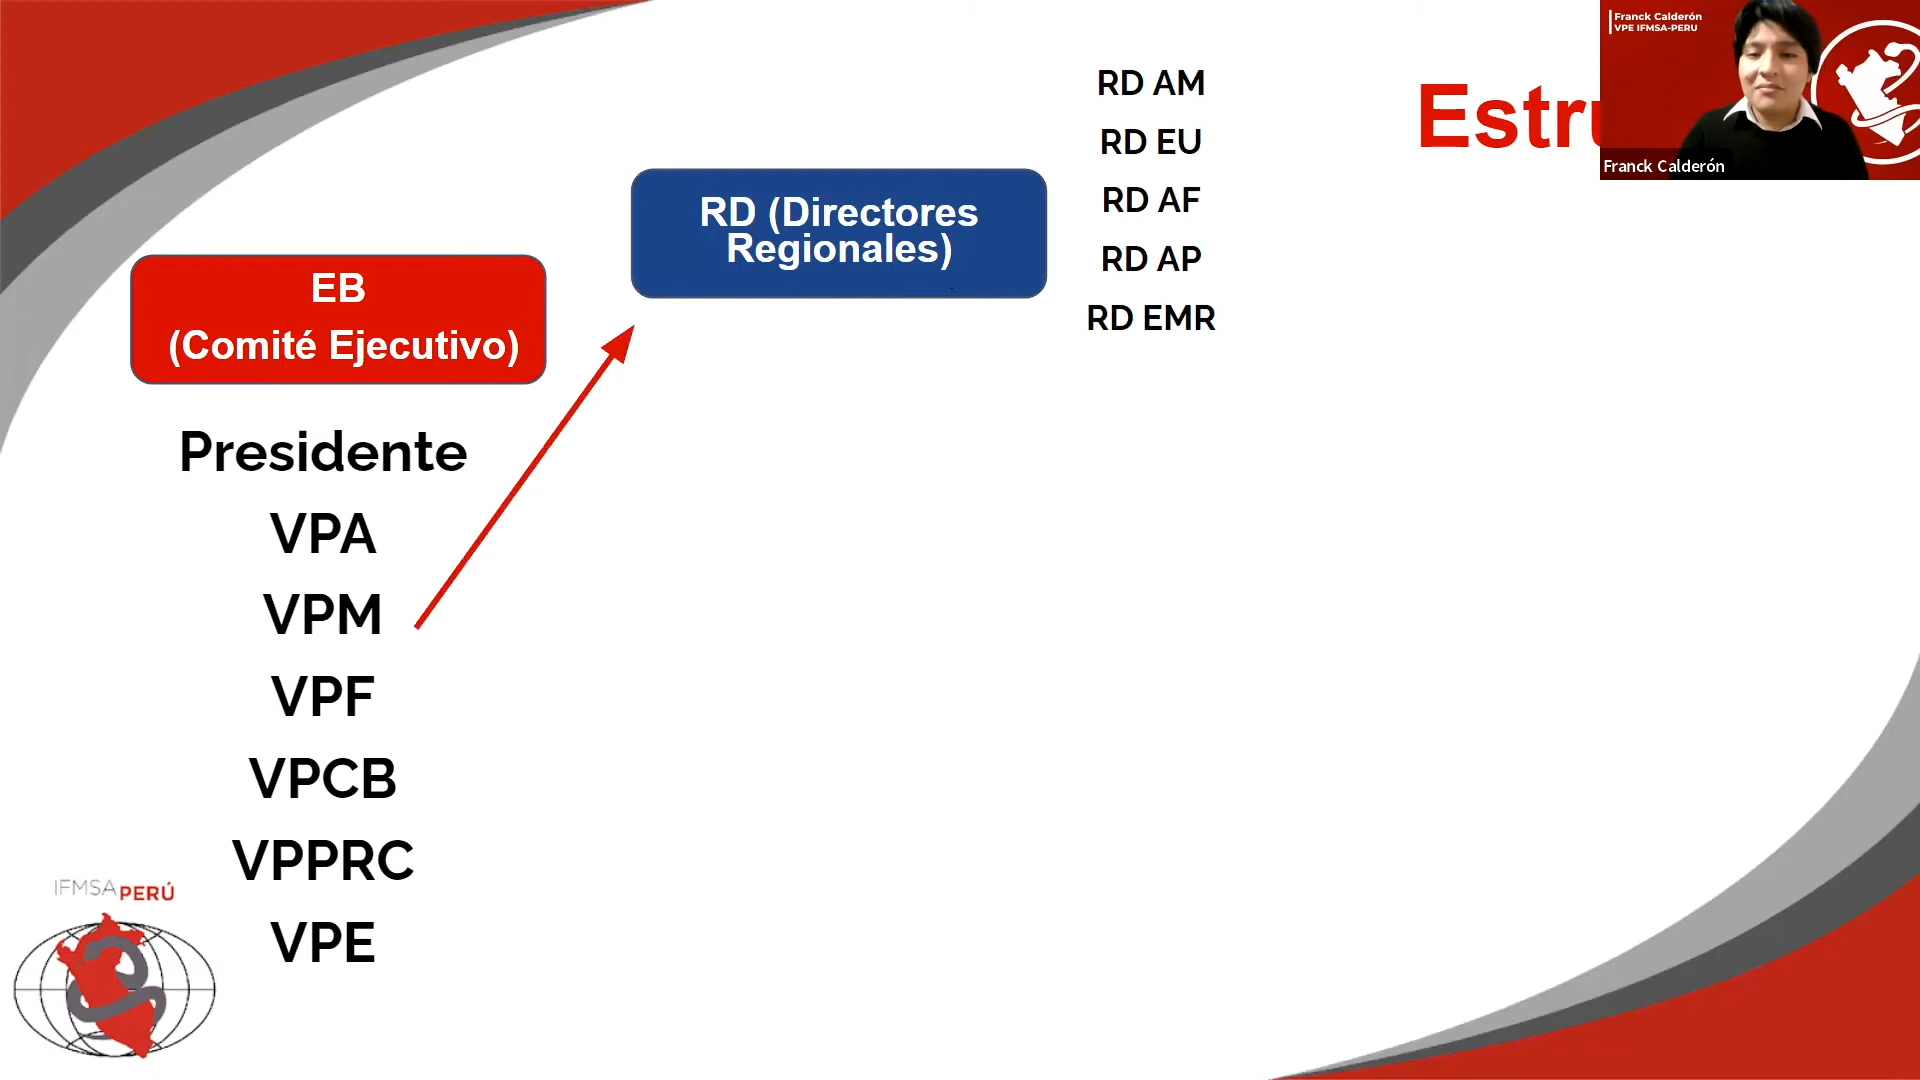 EB
(Comité Ejecutivo)
Presidente
VPA
VPM
VPF
VPCB
VPPRC
VPE
RD (Directores
Regionales)
RD AM
RD EU
RD AF
RD AP
RD EMR
Estr
Franck Calderón
VPE IFMSA-PERU
Franck Calderón
IFMSA PERÚ